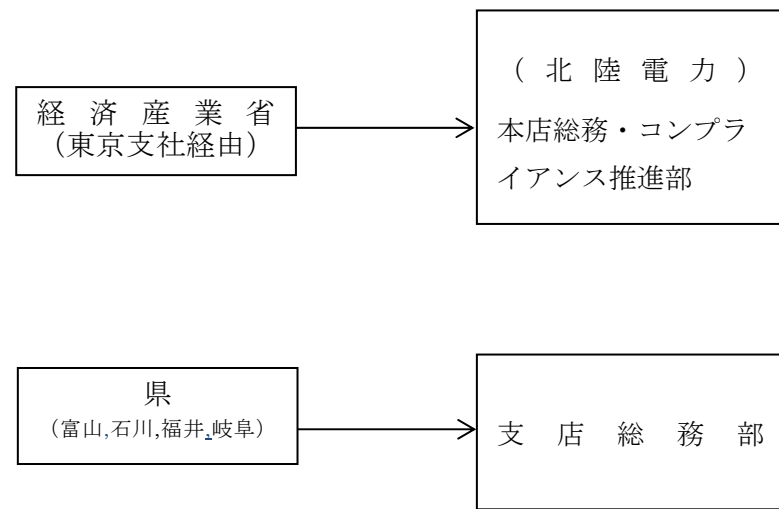 経済産業省
（東京支社経由）
（北陸電力）
本店総務・コンプラ
イアンス推進部
県
（富山,石川,福井,岐阜）
支店総務部